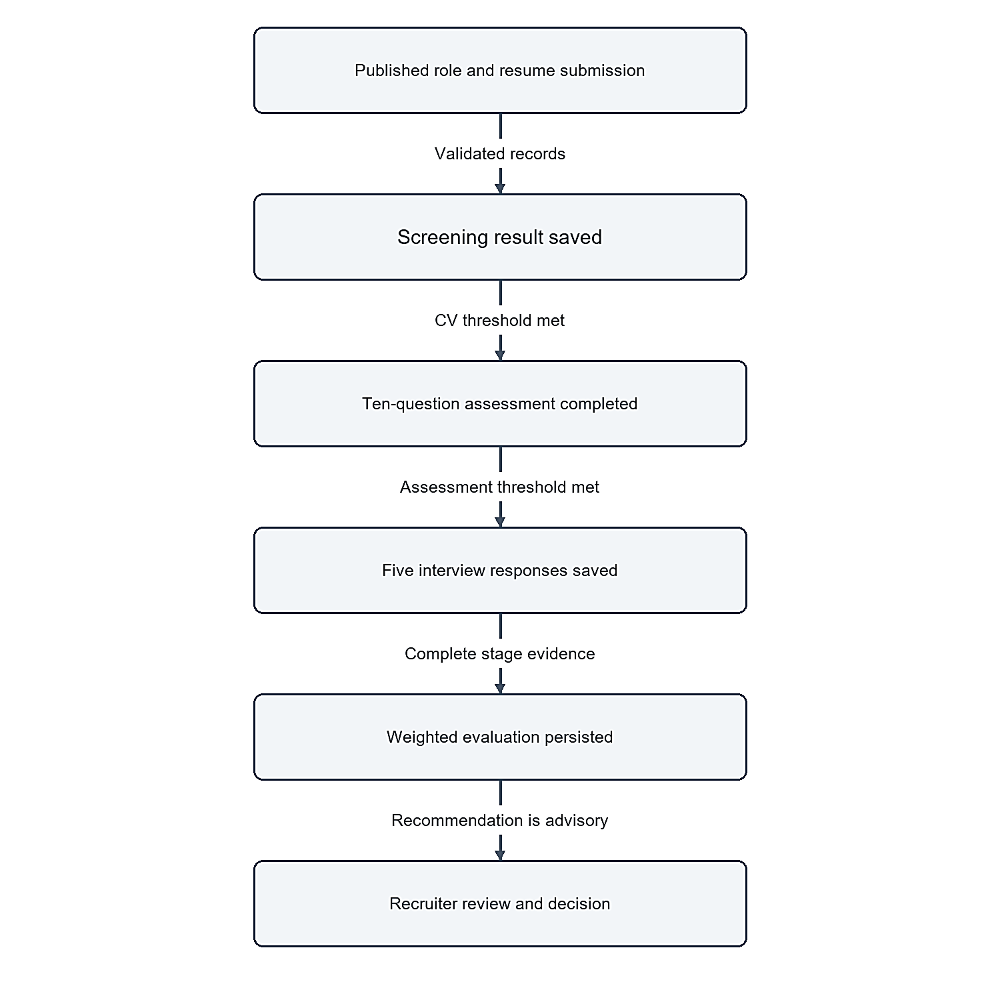 Published role and resume submission
Validated records
Screening result saved
CV threshold met
Ten-question assessment completed
Assessment threshold met
Five interview responses saved
Complete stage evidence
Weighted evaluation persisted
Recommendation is advisory
Recruiter review and decision